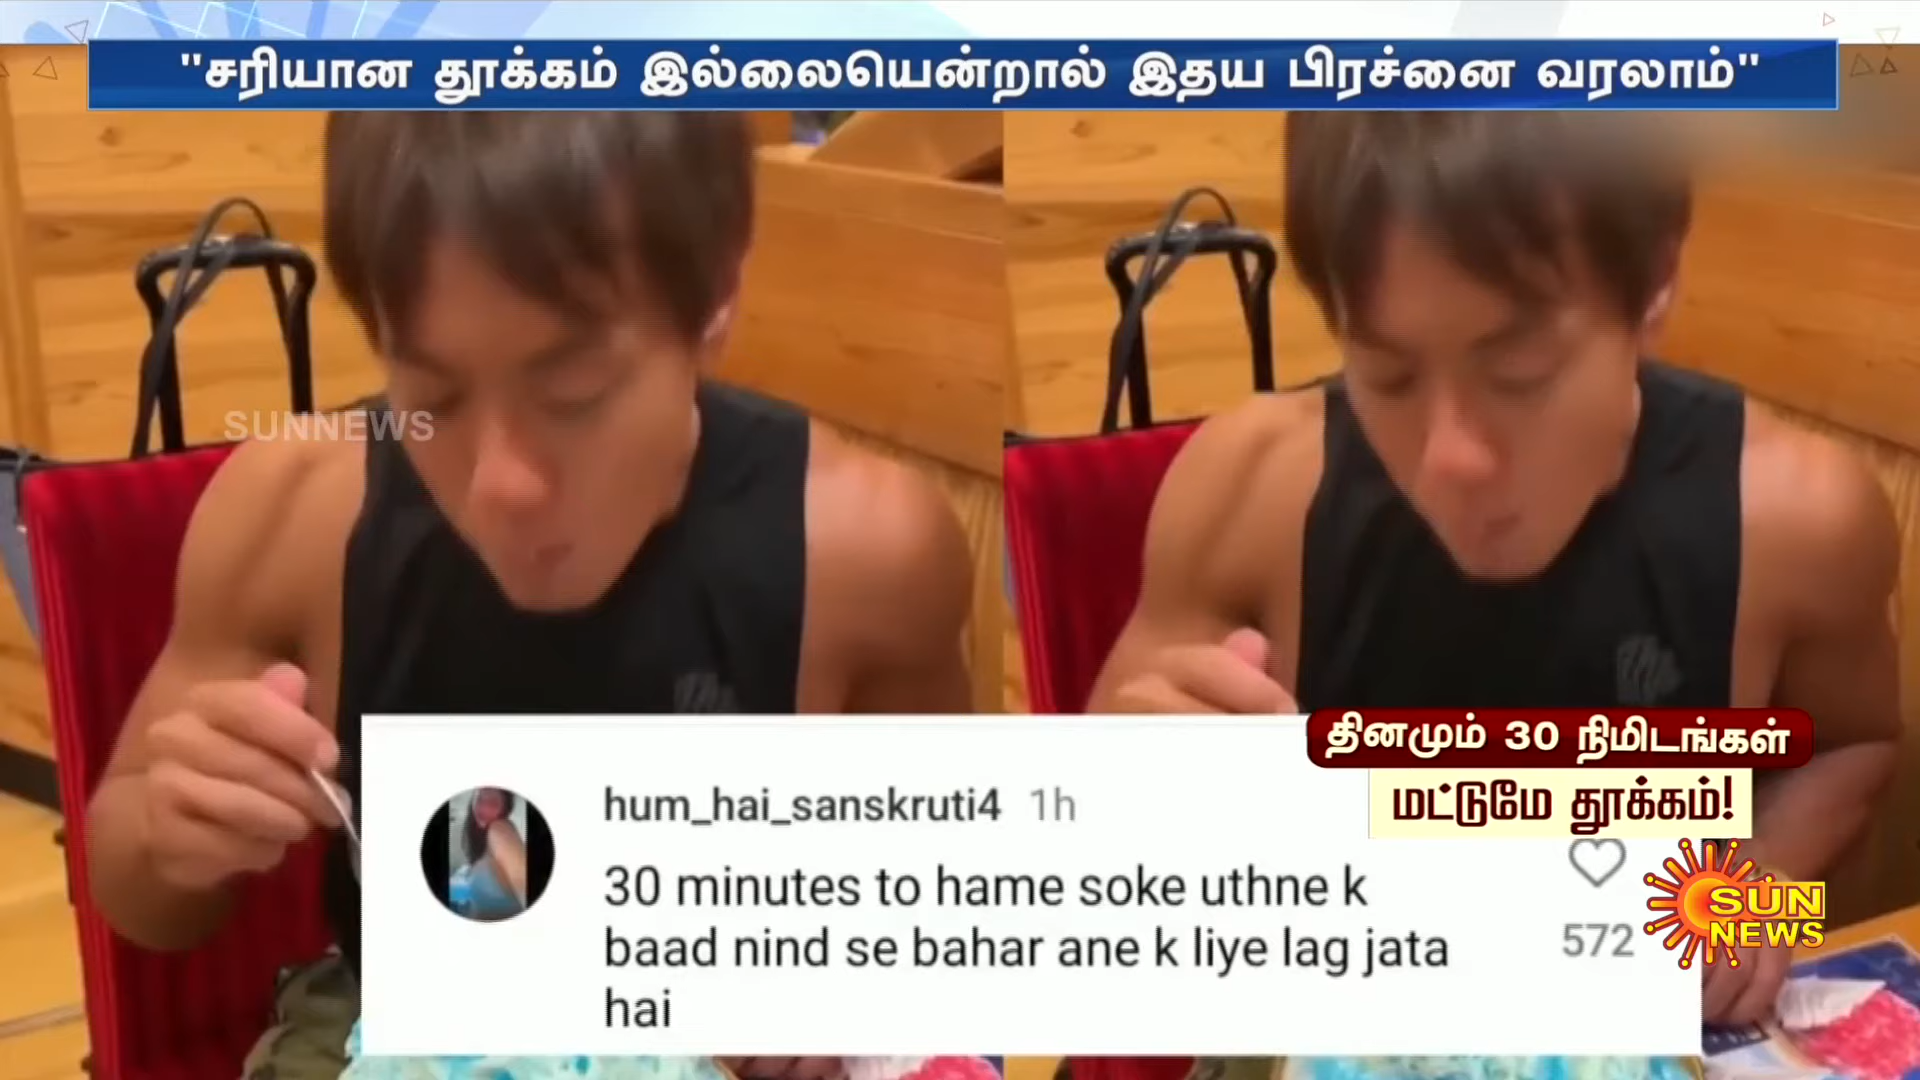 "சரியான தூக்கம் இல்லையென்றால் இதய பிரச்னை வரலாம்"
SUNNEWS
தினமும் 30 நிமிடங்கள்
மட்டுமே தூக்கம்!
hum_hai_sanskruti4 1h
30 minutes to hame soke uthne k
baad nind se bahar ane k liye lag jata
hai
572
SUN
NEWS